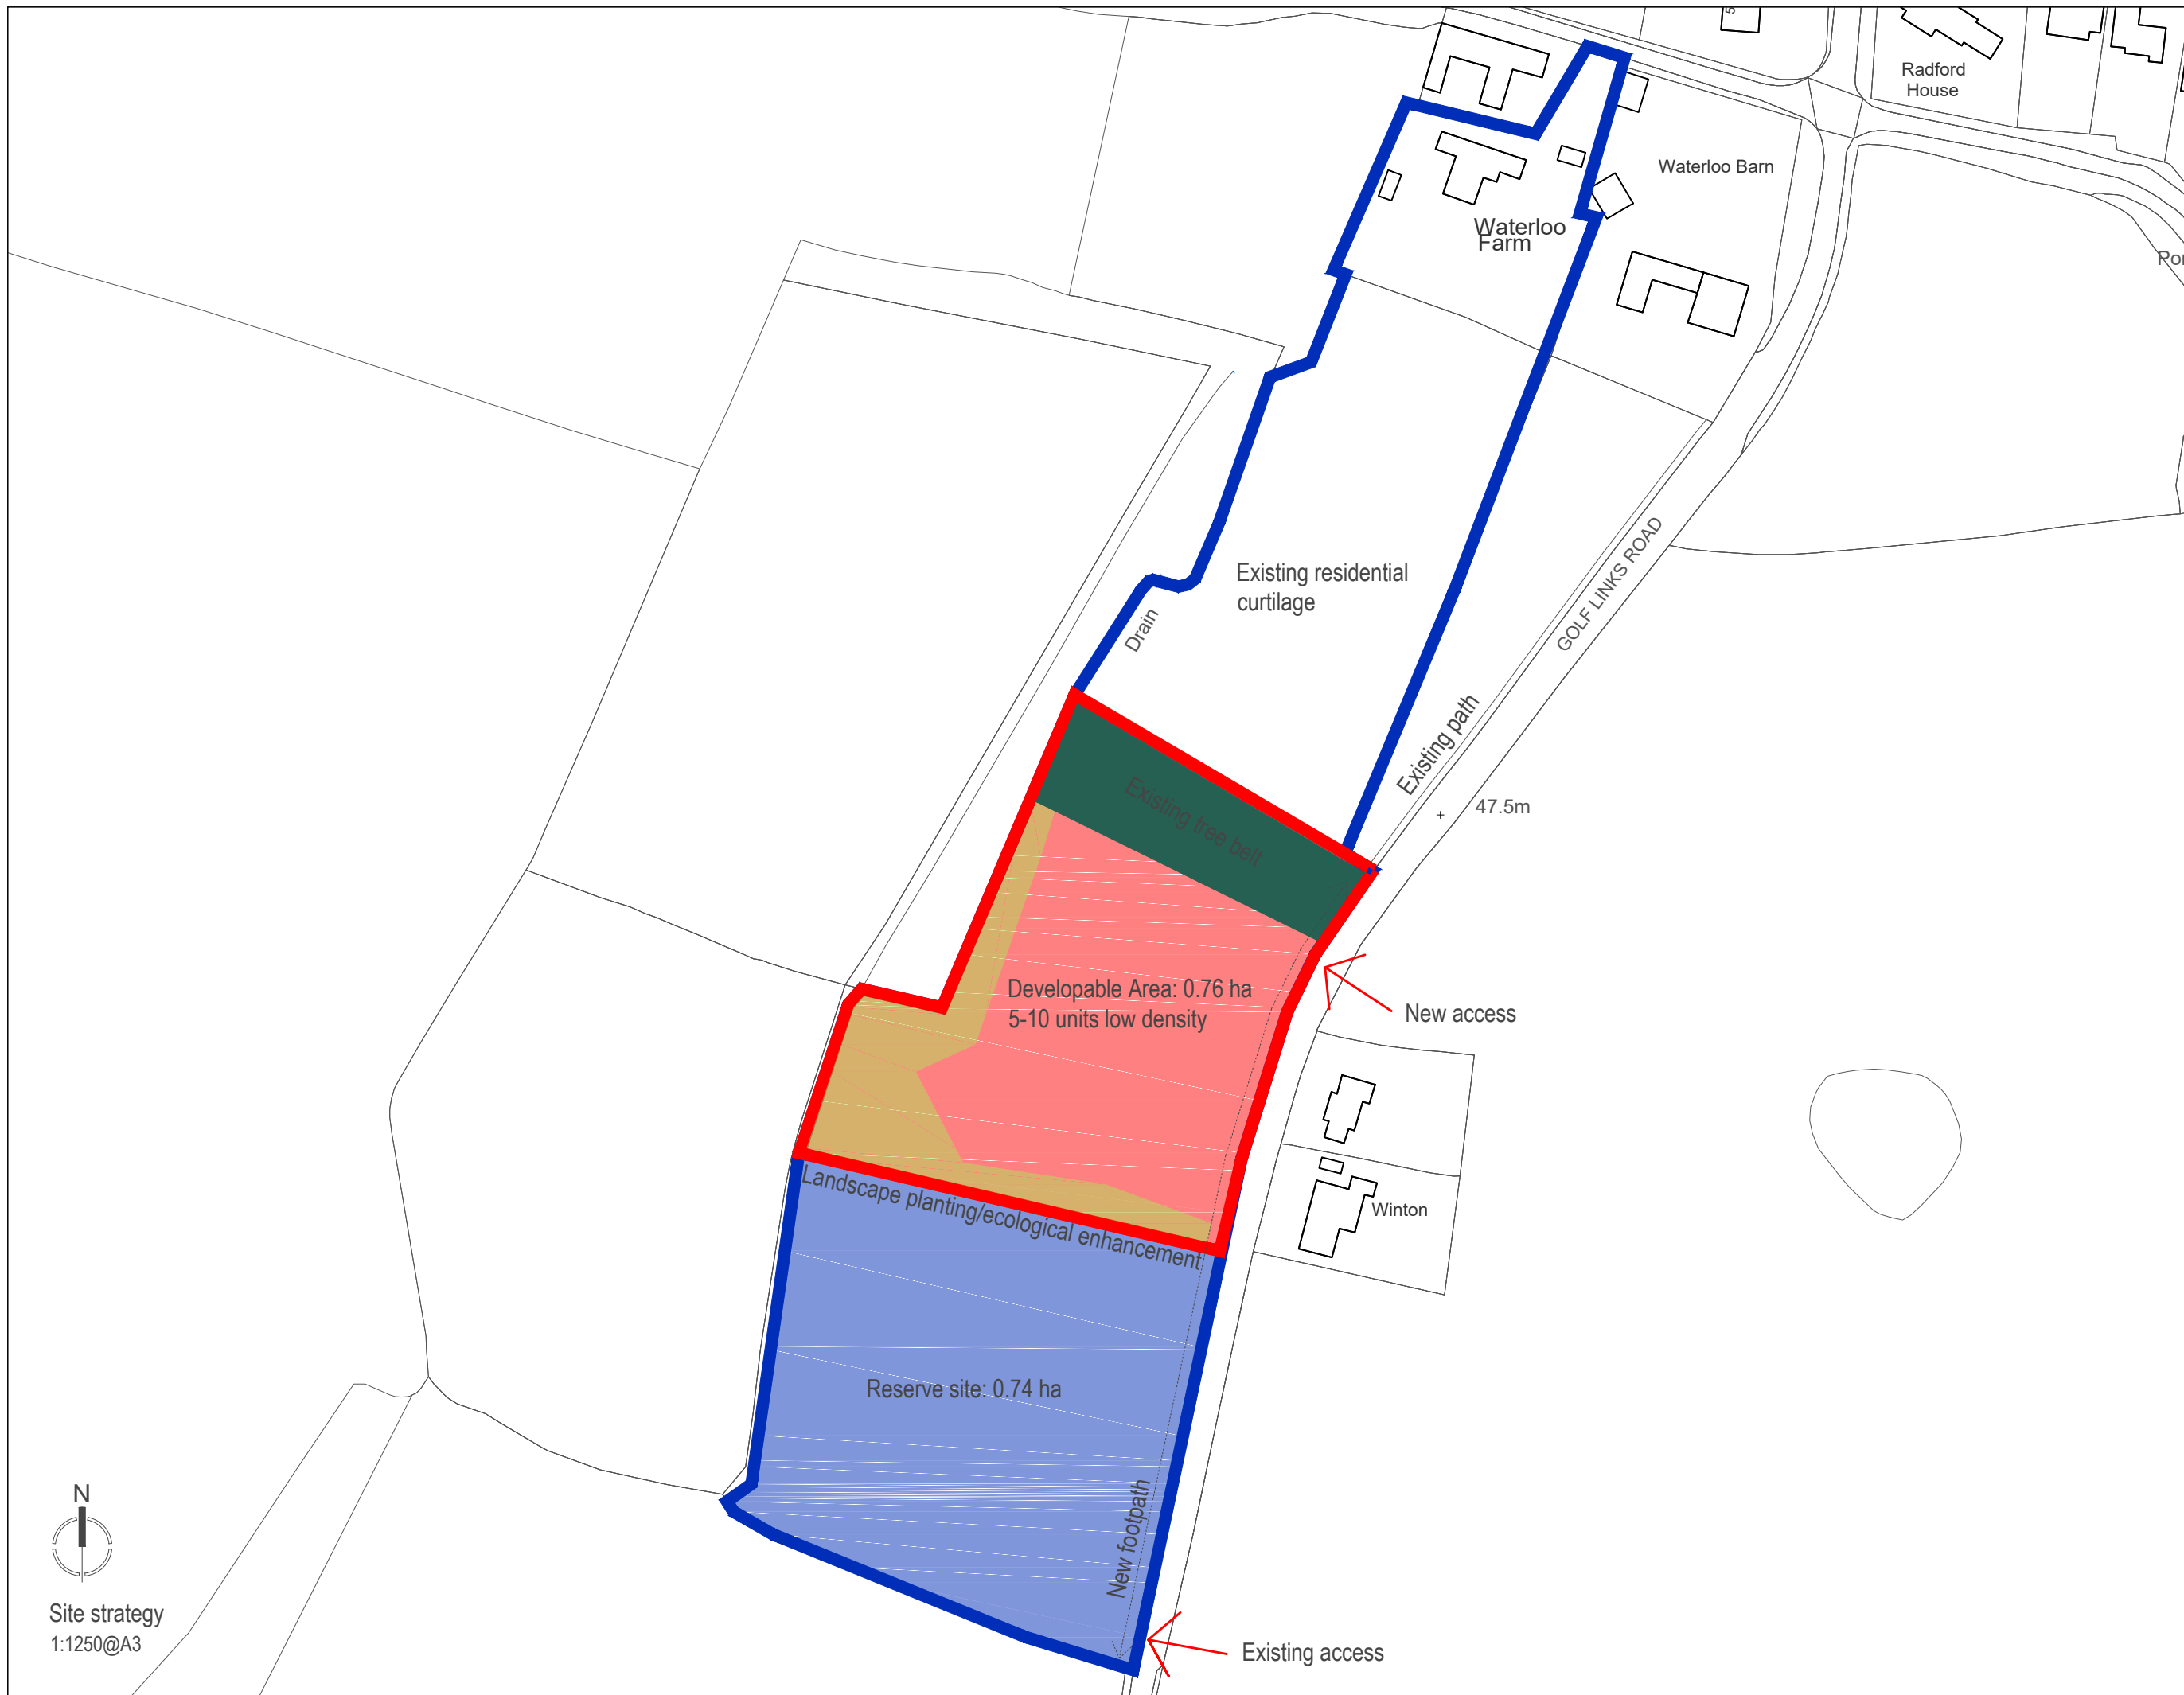 Radford
House
Waterloo Barn
Waterloo
Farm
Existing residential
curtilage
Drain
GOLF LINKS ROAD
Existing path
47.5m
Existing tree belt
Developable Area: 0.76 ha
5-10 units low density
New access
Winton
Landscape planting/ecological enhancement
Reserve site: 0.74 ha
New footpath
Existing access
N
Site strategy
1:1250@A3